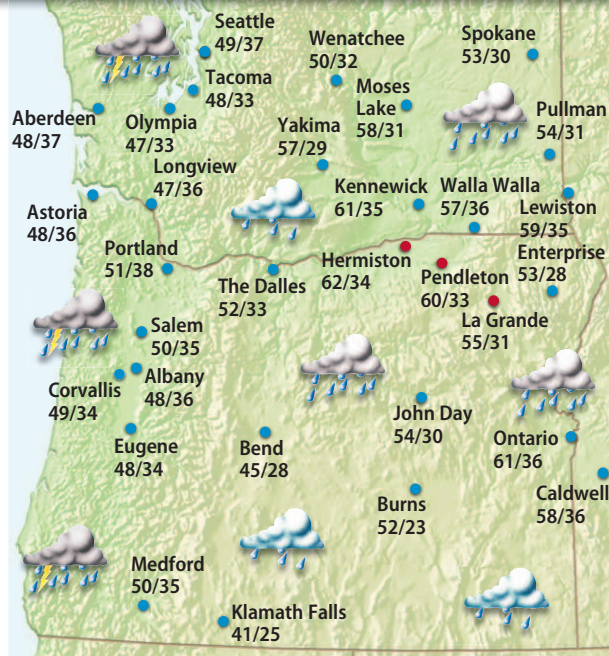 Seattle
49/37
Wenatchee
50/32
Spokane
53/30
Tacoma
48/33
Moses
Lake
58/31
Aberdeen
48/37
Olympia
47/33
Yakima
57/29
Pullman
54/31
Longview
47/36
Kennewick
61/35
Walla Walla
57/36
Lewiston
59/35
Astoria
48/36
Portland
51/38
The Dalles
52/33
Hermiston
62/34
Pendleton
60/33
Enterprise
53/28
La Grande
55/31
Salem
50/35
Corvallis
49/34
Albany
48/36
Eugene
48/34
Bend
45/28
John Day
54/30
Ontario
61/36
Burns
52/23
Caldwell
58/36
Medford
50/35
Klamath Falls
41/25